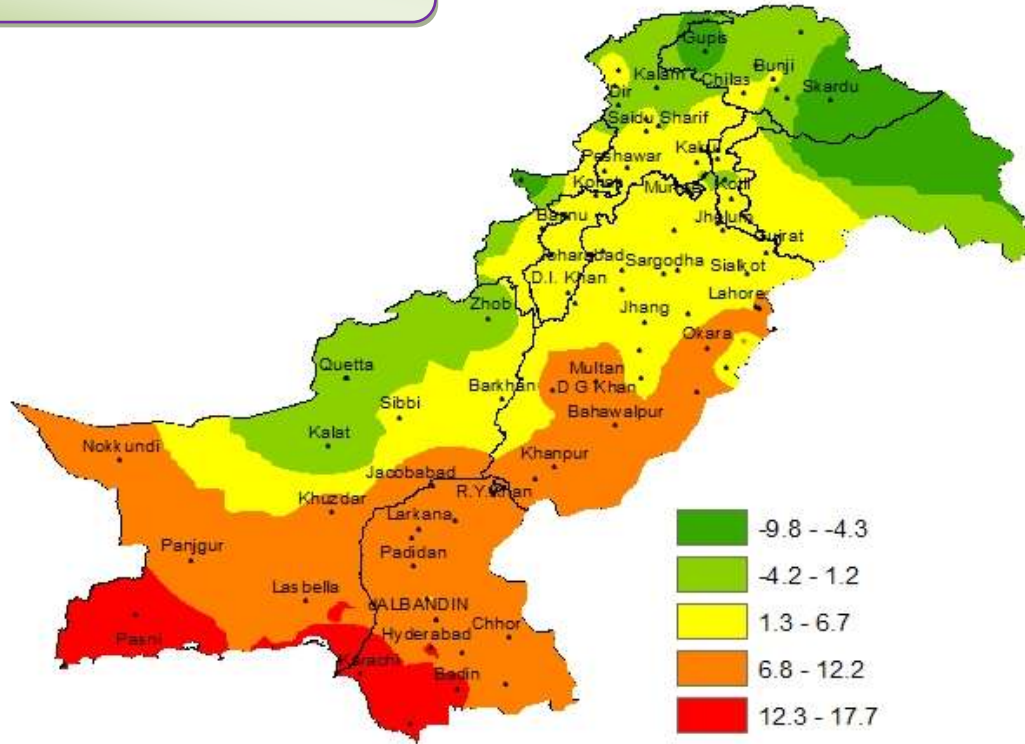 Gupis
Bunji
Kalam
Chilas
Skardu
Dir
Saidu Sharif
Peshawar
Kotli
Bannu
Jhelum
Gujrat
Sargodha
Sialkot
D.I. Khan
Lahore
Zhob
Jhang
Okara
Quetta
Multan
Barkhan
D G Khan
Sibbi
Bahawalpur
Kalat
Nokkundi
Khanpur
Jacobabad
R.Y.Khan
Khuzdar
Larkana
Panjgur
Padidan
Lasbella
dALBANDIN
Chhor
Pasni
Hyderabad
Karachi
Badin
-9.8 - -4.3
-4.2 - 1.2
1.3 - 6.7
6.8 - 12.2
12.3 - 17.7